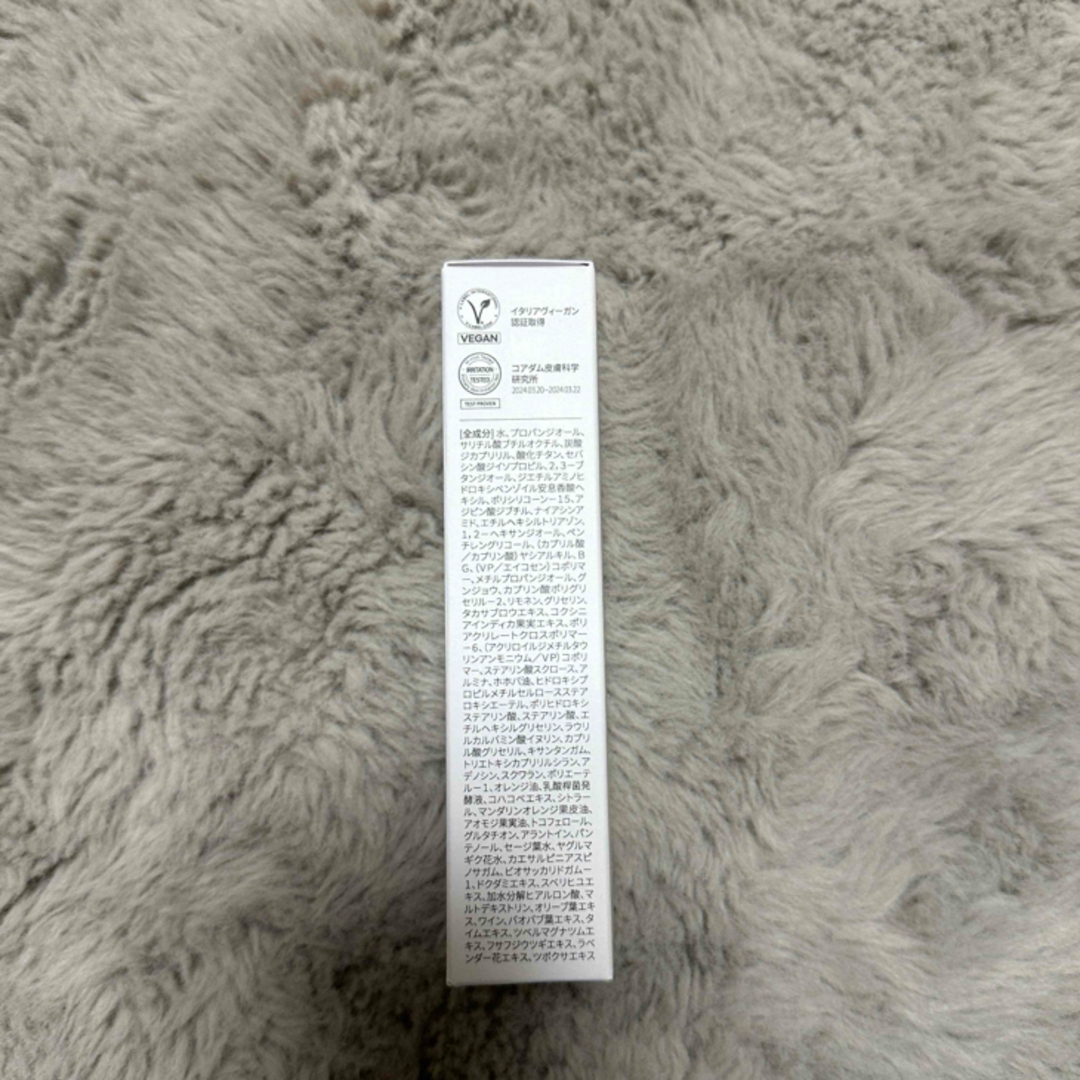 VEGAN
イタリアヴィーガン
認証取得
IRRITATION
TESTED
TEST PROVEN
コアダム皮膚科学
研究所
2024.03.20~2024.03.22
[全成分] 水、プロパンジオール、
サリチル酸ブチルオクチル、炭酸
ジカプリリル、酸化チタン、セバ
シン酸ジイソプロピル、2,3-ブ
タンジオール、ジエチルアミノヒ
ドロキシベンゾイル安息香酸ヘ
キシル、ポリシリコーン-15、ア
ジピン酸ジブチル、ナイアシンア
ミド、エチルヘキシルトリアゾン、
1,2-ヘキサンジオール、ペン
チレングリコール、(カプリル酸
/カプリン酸)ヤシアルキル、B
G、(VP/エイコセン)コポリマ
ー、メチルプロパンジオール、グ
ンジョウ、カプリン酸ポリグリ
セリル-2、リモネン、グリセリン、
タカサブロウエキス、コクシニ
アインディカ果実エキス、ポリ
アクリレートクロスポリマー
-6、(アクリロイルジメチルタウ
リンアンモニウム/VP)コポリ
マー、ステアリン酸スクロース、ア
ルミナ、ホホバ油、ヒドロキシプ
ロピルメチルセルロースステア
ロキシエーテル、ポリヒドロキシ
ステアリン酸、ステアリン酸、エ
チルヘキシルグリセリン、ラウリ
ルカルバミン酸イヌリン、カプリ
ル酸グリセリル、キサンタンガム、
トリエトキシカプリリルシラン、ア
デノシン、スクワラン、ポリエーテ
ル-1、オレンジ油、乳酸桿菌発
酵液、コハコベエキス、シトラー
ル、マンダリンオレンジ果皮油、
アオモジ果実油、トコフェロール、
グルタチオン、アラントイン、パン
テノール、セージ葉水、ヤグルマ
ギク花水、カエサルピニアスピ
ノサガム、ビオサッカリドガム-
1、ドクダミエキス、スベリヒユエ
キス、加水分解ヒアルロン酸、マ
ルトデキストリン、オリーブ葉エキ
ス、ワイン、バオバブ葉エキス、タ
イムエキス、ツベルマグナツムエ
キス、フサフジウツギエキス、ラベ
ンダー花エキス、ツボクサエキス